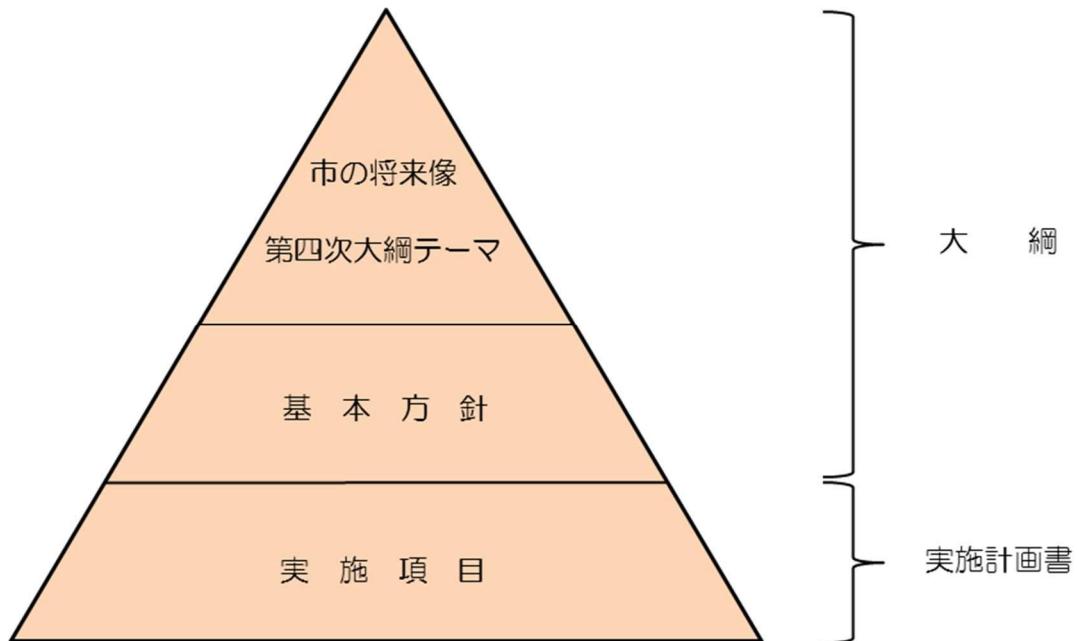 市の将来像
第四次大綱テーマ
大　　綱
基　本　方　針
実　施　項　目
実施計画書